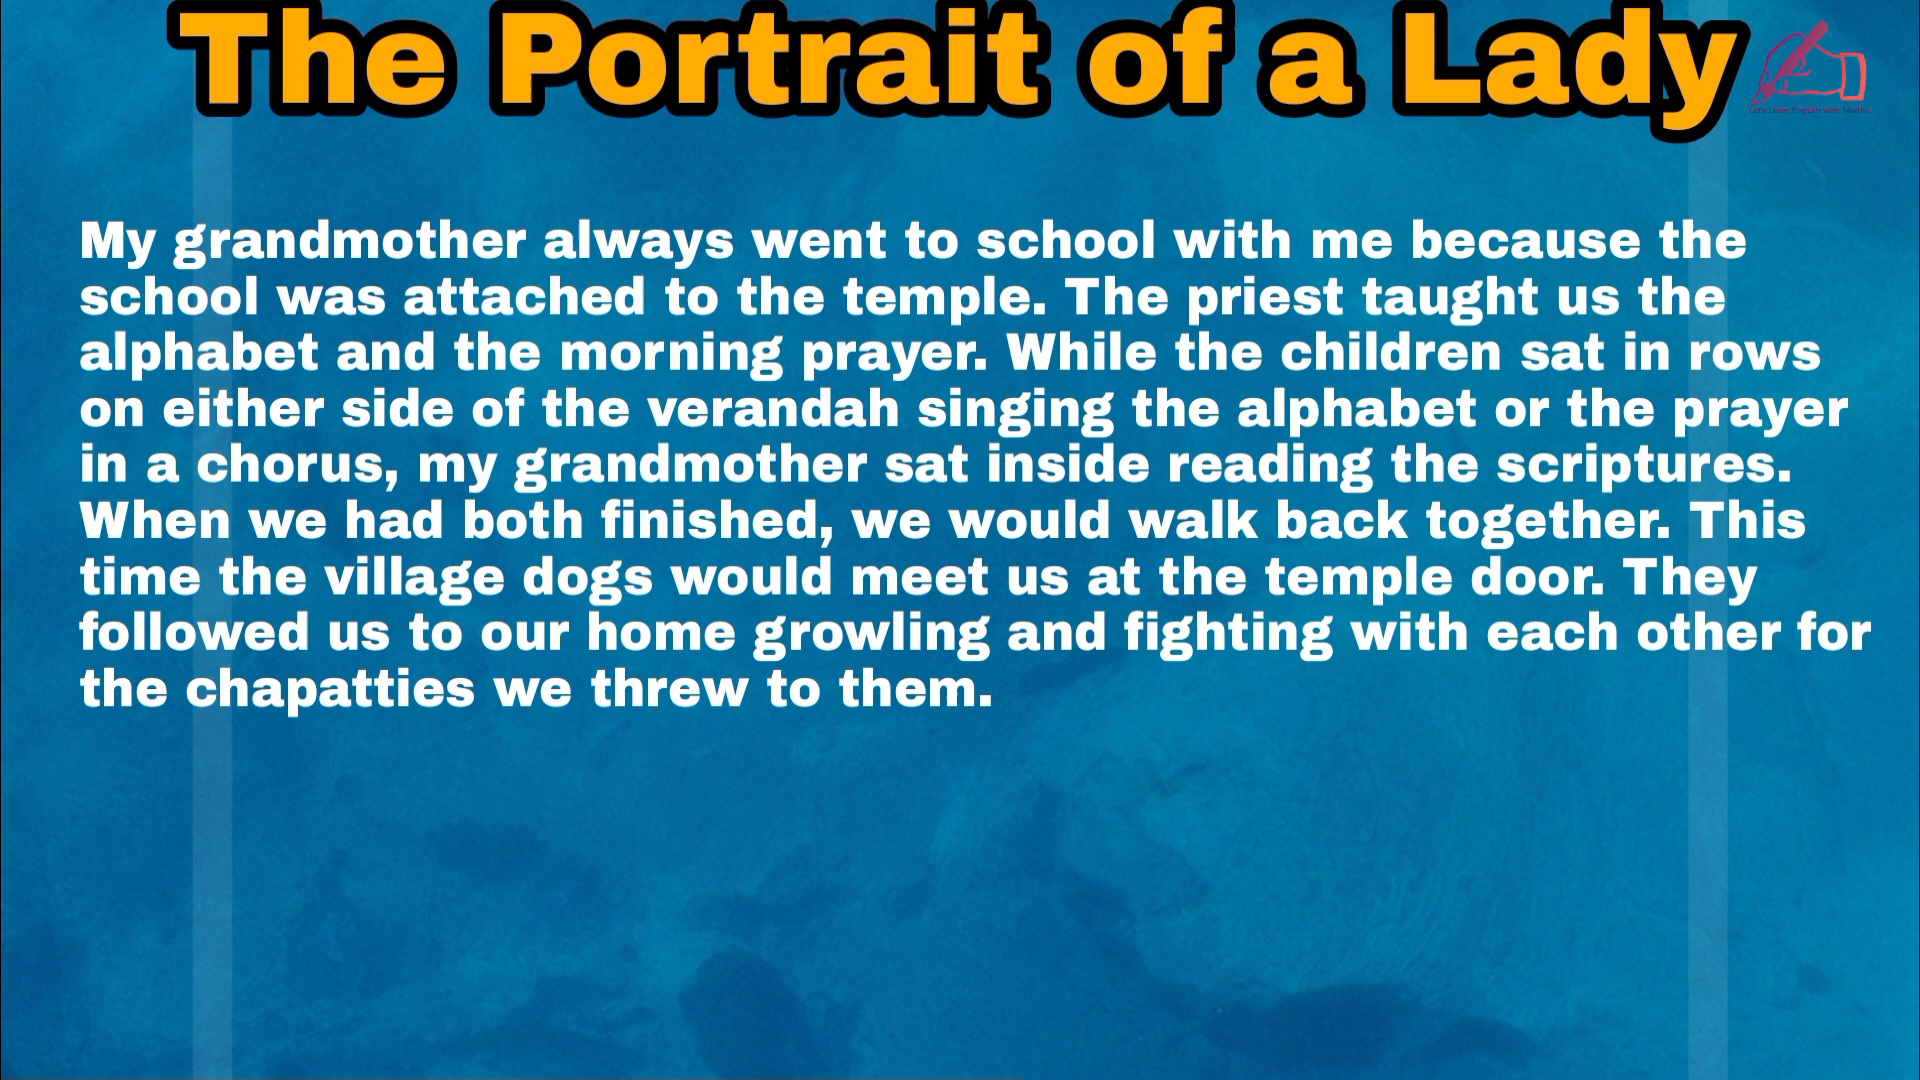 The Portrait of a Lady
Let's Learn English with Madhu
My grandmother always went to school with me because the
school was attached to the temple. The priest taught us the
alphabet and the morning prayer. While the children sat in rows
on either side of the verandah singing the alphabet or the prayer
in a chorus, my grandmother sat inside reading the scriptures.
When we had both finished, we would walk back together. This
time the village dogs would meet us at the temple door. They
followed us to our home growling and fighting with each other for
the chapatties we threw to them.